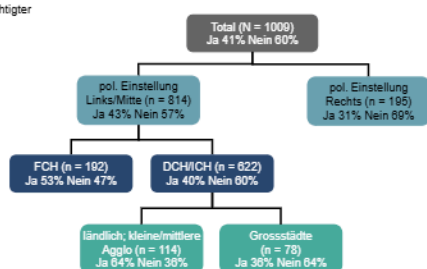 htigter
Total (N = 1009)
Ja 41% Nein 60%
pol. Einstellung
Links/Mitte (n = 814)
Ja 43% Nein 57%
pol. Einstellung
Rechts (n = 195)
Ja 31% Nein 69%
FCH (n = 192)
Ja 53% Nein 47%
DCH/ICH (n = 622)
Ja 40% Nein 60%
ländlich; kleine/mittlere
Agglo (n = 114)
Ja 64% Nein 36%
Grossstädte
(n = 78)
Ja 36% Nein 64%